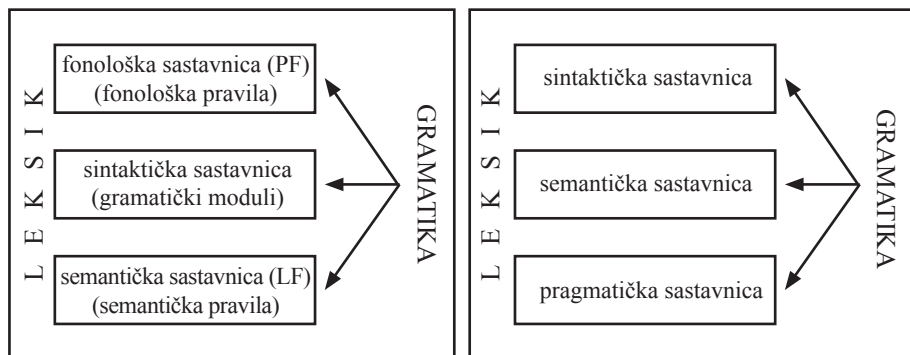 L E K S I K
fonološka sastavnica (PF)
(fonološka pravila)
sintaktička sastavnica
(gramatički moduli)
semantička sastavnica (LF)
(semantička pravila)
GRAMATIKA
L E K S I K
sintaktička sastavnica
semantička sastavnica
pragmatička sastavnica
GRAMATIKA